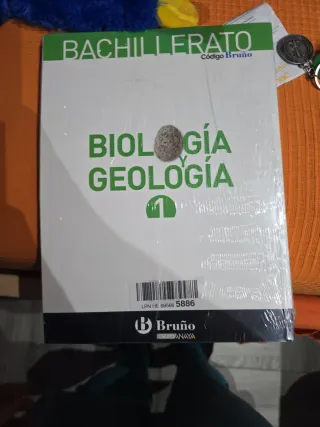 BACHILLERATO
Código Bruño
BIOLOGÍA
Y
GEOLOGÍA
1
5886
Bruño
ANAYA